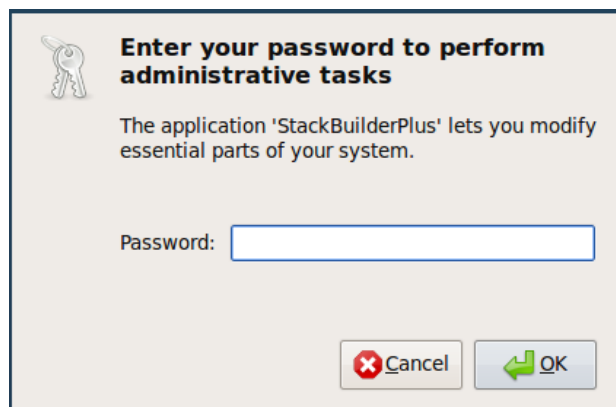 Enter your password to perform
administrative tasks
The application 'StackBuilderPlus' lets you modify
essential parts of your system.
Password:
Cancel
OK